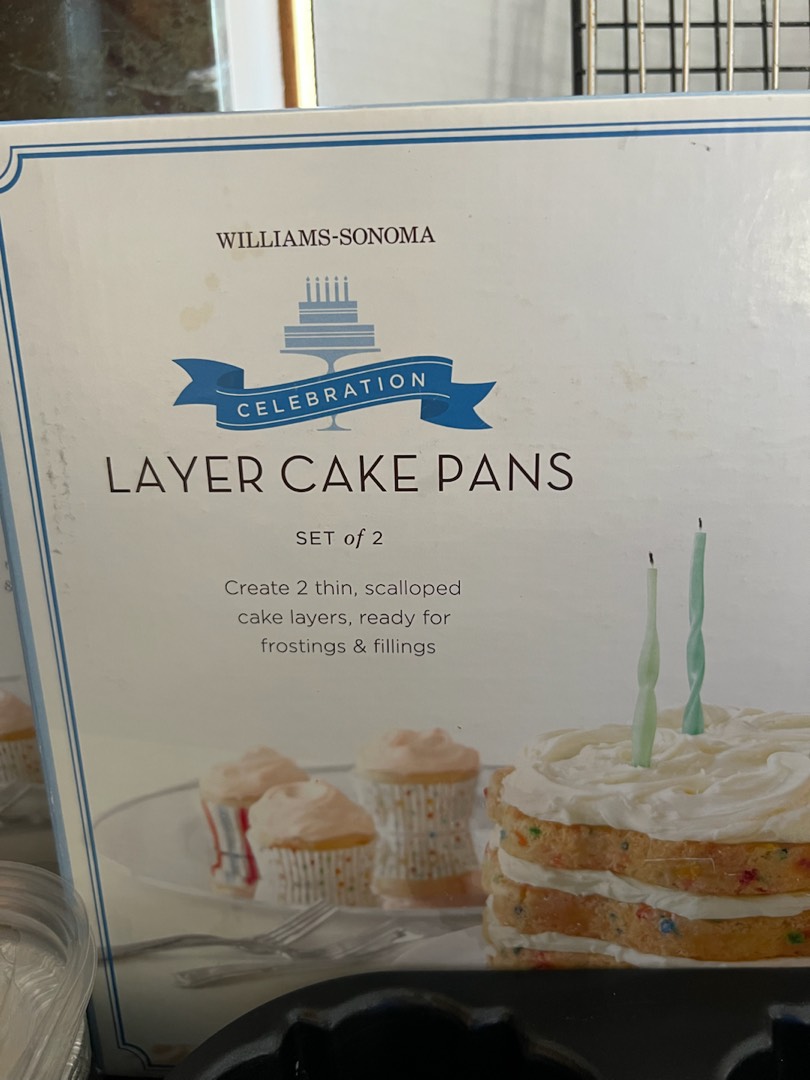 WILLIAMS-SONOMA
CELEBRATION
LAYER CAKE PANS
SET of 2
Create 2 thin, scalloped
cake layers, ready for
frostings & fillings